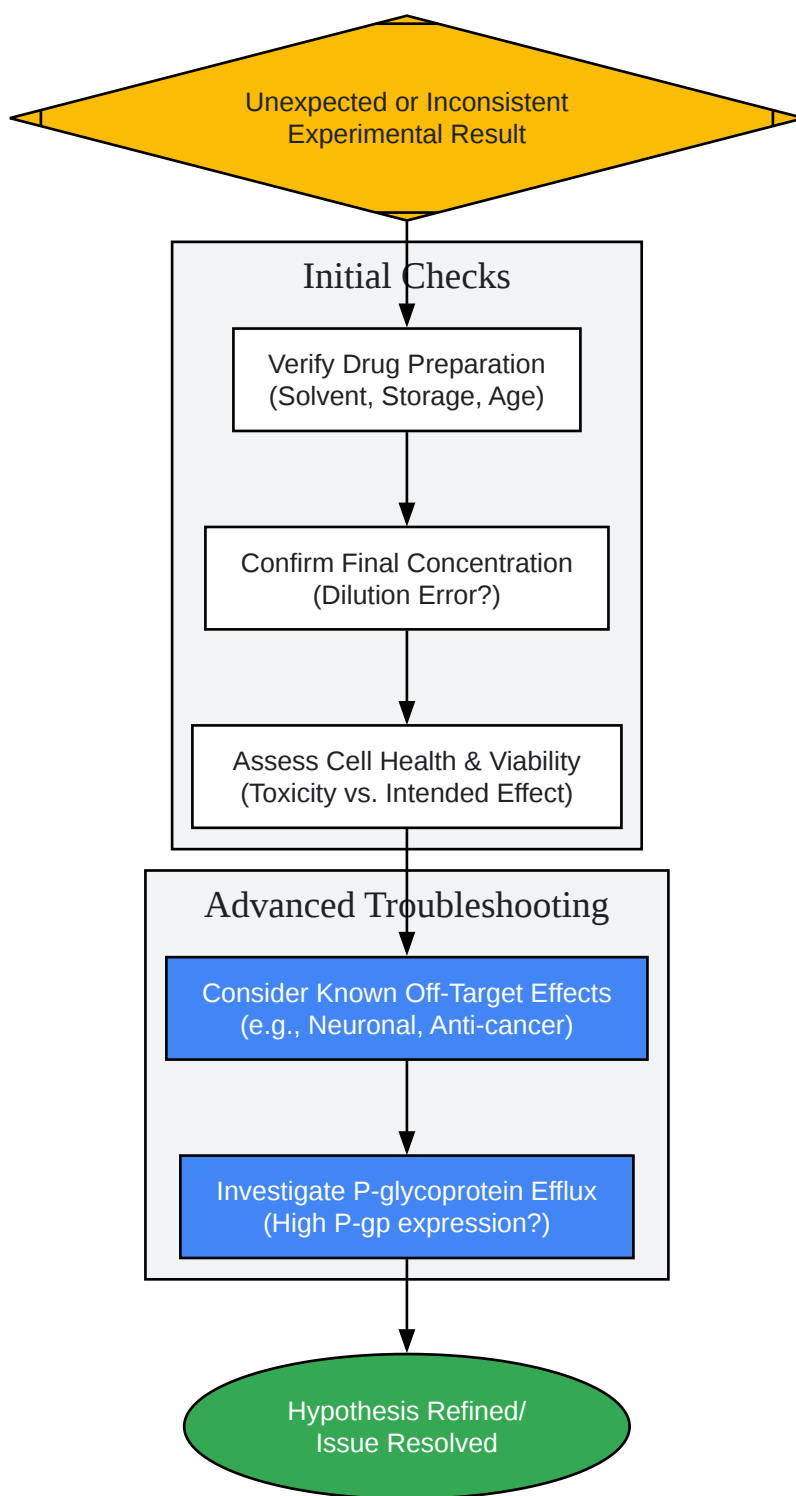 Unexpected or Inconsistent
Experimental Result
Initial Checks
Verify Drug Preparation
(Solvent, Storage, Age)
Confirm Final Concentration
(Dilution Error?)
Assess Cell Health & Viability
(Toxicity vs. Intended Effect)
Advanced Troubleshooting
Consider Known Off-Target Effects
(e.g., Neuronal, Anti-cancer)
Investigate P-glycoprotein Efflux
(High P-gp expression?)
Hypothesis Refined/
Issue Resolved